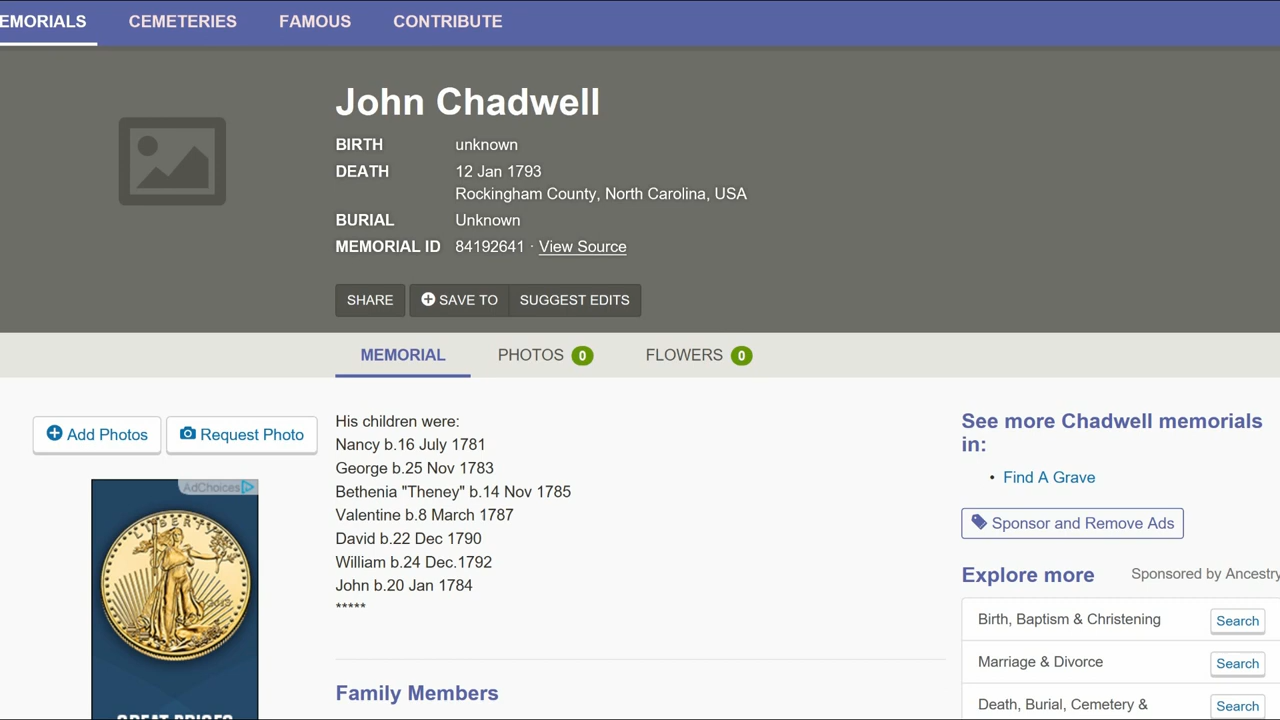 EMORIALS CEMETERIES FAMOUS CONTRIBUTE
John Chadwell
BIRTH unknown
DEATH 12 Jan 1793
Rockingham County, North Carolina, USA
BURIAL Unknown
MEMORIAL ID 84192641 · View Source
SHARE SAVE TO SUGGEST EDITS
MEMORIAL PHOTOS 0 FLOWERS 0
Add Photos Request Photo
AdChoices
LIBERTY
GREAT PRICES
His children were:
Nancy b.16 July 1781
George b.25 Nov 1783
Bethenia "Theney" b.14 Nov 1785
Valentine b.8 March 1787
David b.22 Dec 1790
William b.24 Dec.1792
John b.20 Jan 1784
*****
Family Members
See more Chadwell memorials
in:
• Find A Grave
Sponsor and Remove Ads
Explore more Sponsored by Ancestry
Birth, Baptism & Christening Search
Marriage & Divorce Search
Death, Burial, Cemetery & Search